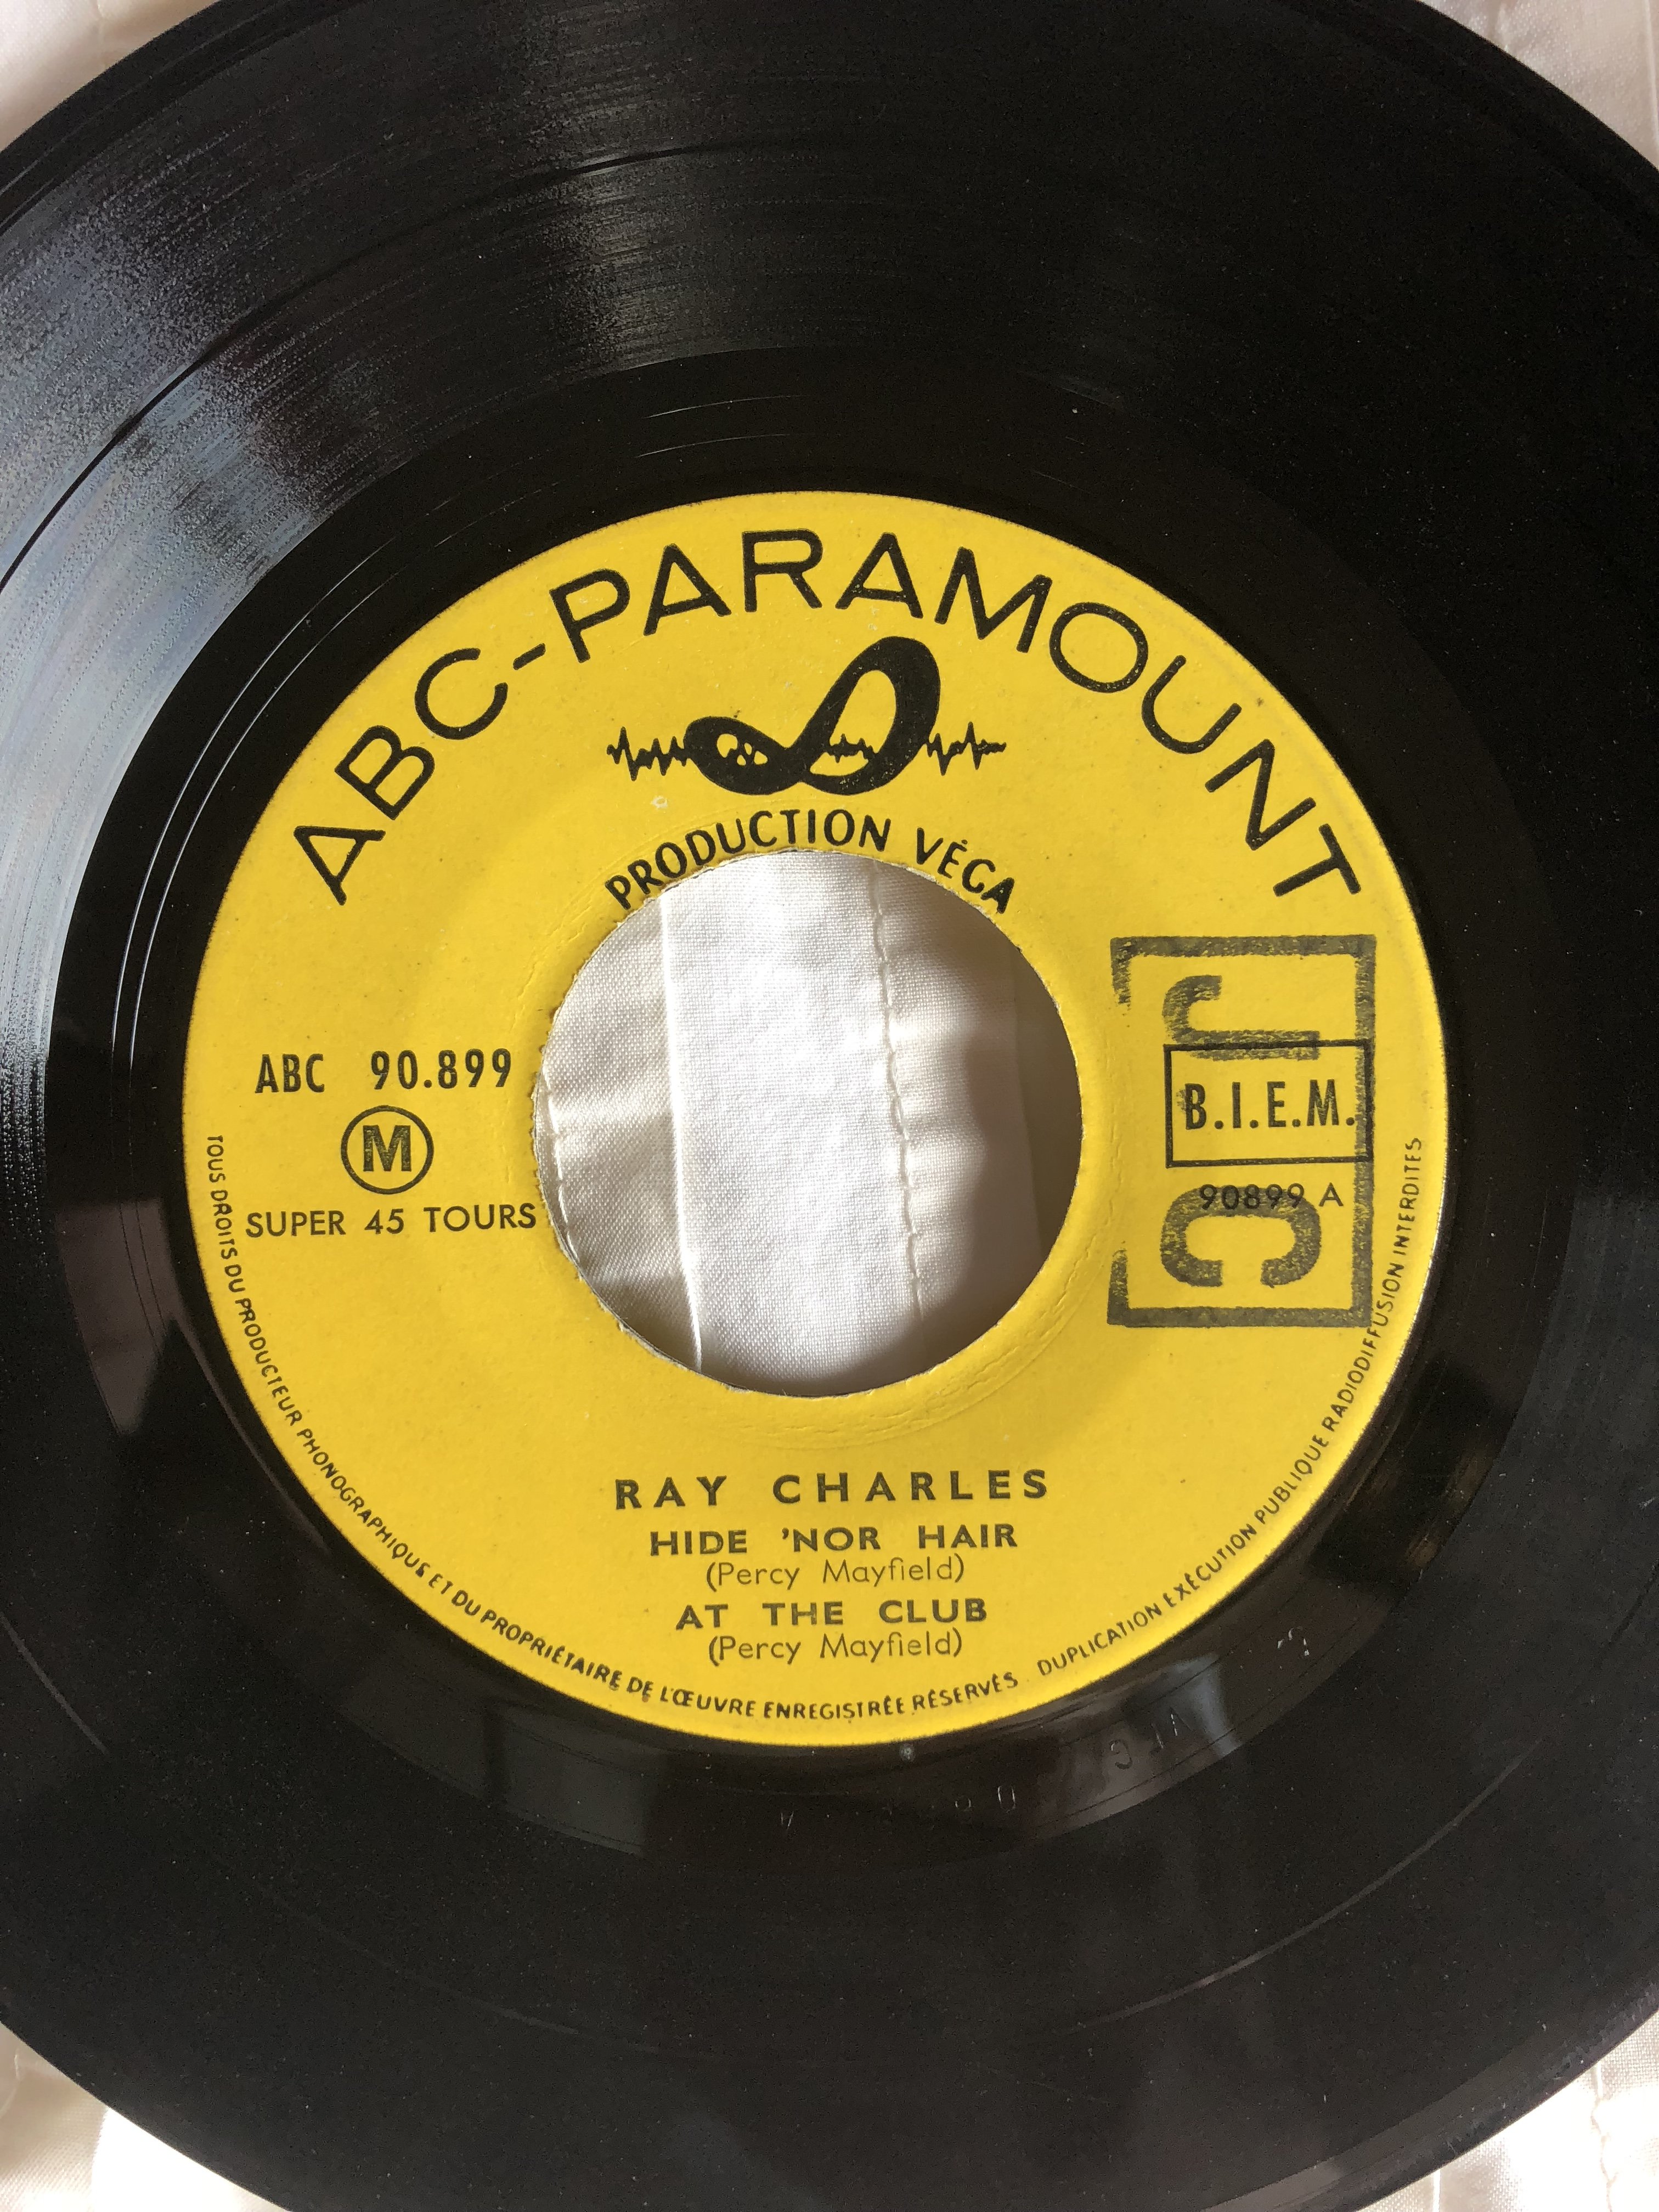 ABC-PARAMOUNT
PRODUCTION VÉGA
ABC 90.899
M
SUPER 45 TOURS
JC
B.I.E.M.
90899 A
RAY CHARLES
HIDE 'NOR HAIR
(Percy Mayfield)
AT THE CLUB
(Percy Mayfield)
TOUS DROITS DU PRODUCTEUR PHONOGRAPHIQUE ET DU PROPRIÉTAIRE DE L'ŒUVRE ENREGISTRÉE RÉSERVÉS. DUPLICATION EXÉCUTION PUBLIQUE RADIODIFFUSION INTERDITES